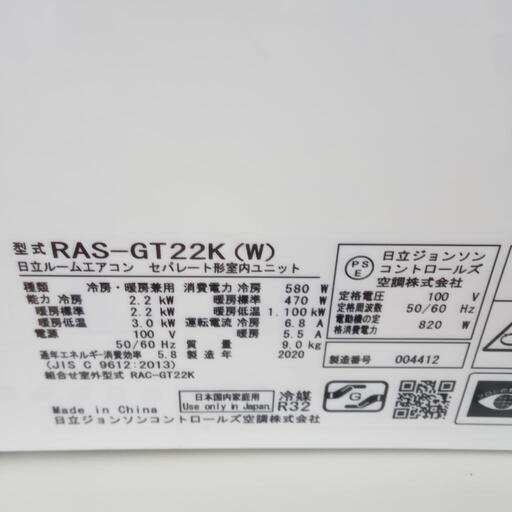 型式 RAS-GT22K (W)
日立ルームエアコン セパレート形室内ユニット
種類 冷房・暖房兼用 消費電力 冷房 580 W
能力 冷房 2.2 kW 暖房標準 470 W
暖房標準 2.2 kW 暖房低温 1.100 kW
暖房低温 3.0 kW 運転電流 冷房 6.8 A
電源 100 V 暖房 5.5 A
50/60 Hz 質量 9.0 kg
通年エネルギー消費効率 5.8 製造年 2020
(JIS C 9612:2013)
組合せ室外型式 RAC-GT22K
PS
E
日立ジョンソン
コントロールズ
空調株式会社
定格電圧 100 V
定格周波数 50/60 Hz
電動機の定
格消費電力 820 W
製造番号 004412
日本国内家庭用
Use only in Japan
冷媒
R32
G
Made in China
日立ジョンソンコントロールズ空調株式会社